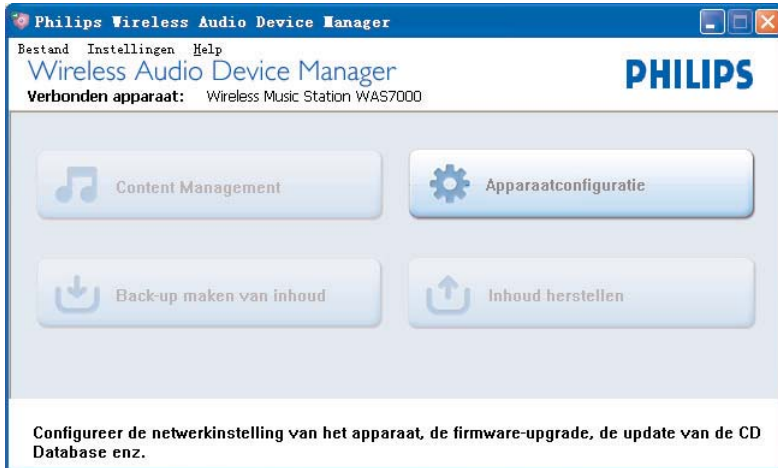 Philips Wireless Audio Device Manager
Bestand Instellingen Help
Wireless Audio Device Manager
PHILIPS
Verbonden apparaat: Wireless Music Station WAS7000
Content Management
Apparaatconfiguratie
Back-up maken van inhoud
Inhoud herstellen
Configureer de netwerkinstelling van het apparaat, de firmware-upgrade, de update van de CD
Database enz.